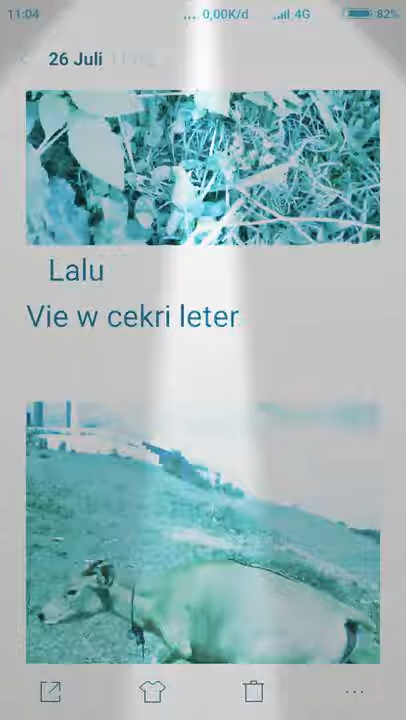 11:04 ... 0,00K/d 4G 82%
26 Juli
Lalu
Vie w cekri leter